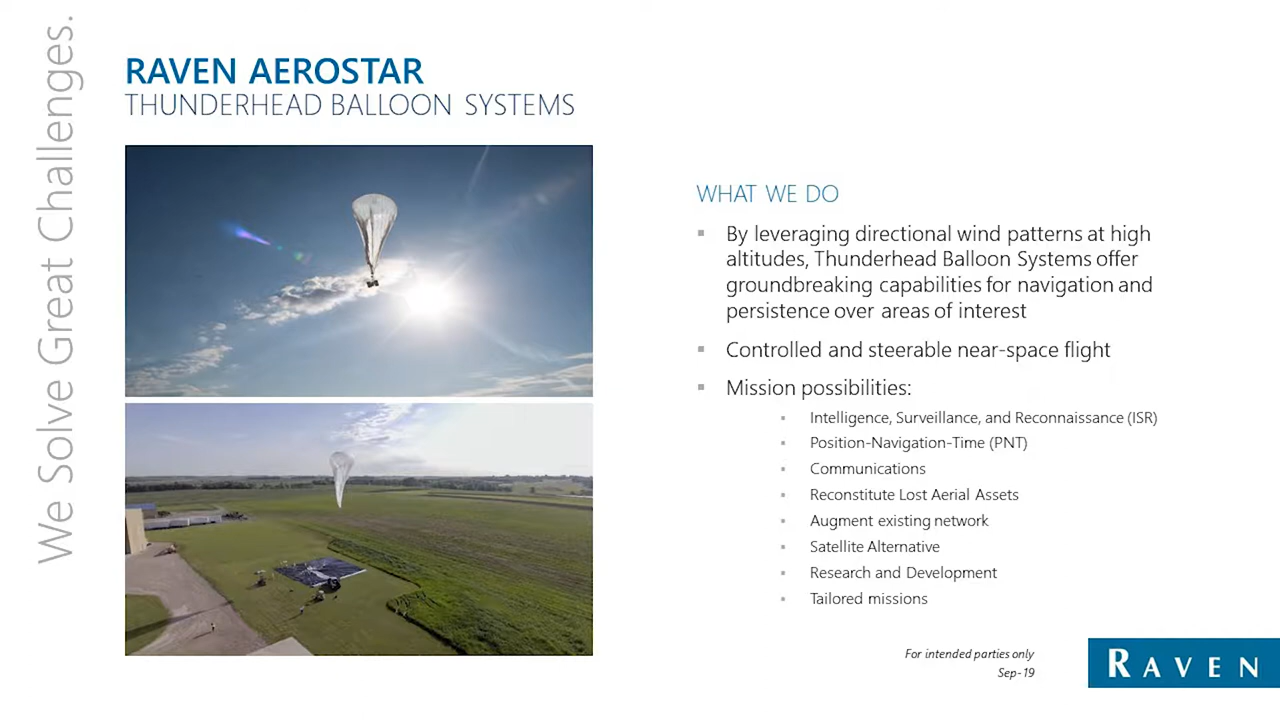 We Solve Great Challenges.
RAVEN AEROSTAR
THUNDERHEAD BALLOON SYSTEMS
WHAT WE DO
▪ By leveraging directional wind patterns at high
altitudes, Thunderhead Balloon Systems offer
groundbreaking capabilities for navigation and
persistence over areas of interest
▪ Controlled and steerable near-space flight
▪ Mission possibilities:
▪ Intelligence, Surveillance, and Reconnaissance (ISR)
▪ Position-Navigation-Time (PNT)
▪ Communications
▪ Reconstitute Lost Aerial Assets
▪ Augment existing network
▪ Satellite Alternative
▪ Research and Development
▪ Tailored missions
For intended parties only
Sep-19
RAVEN